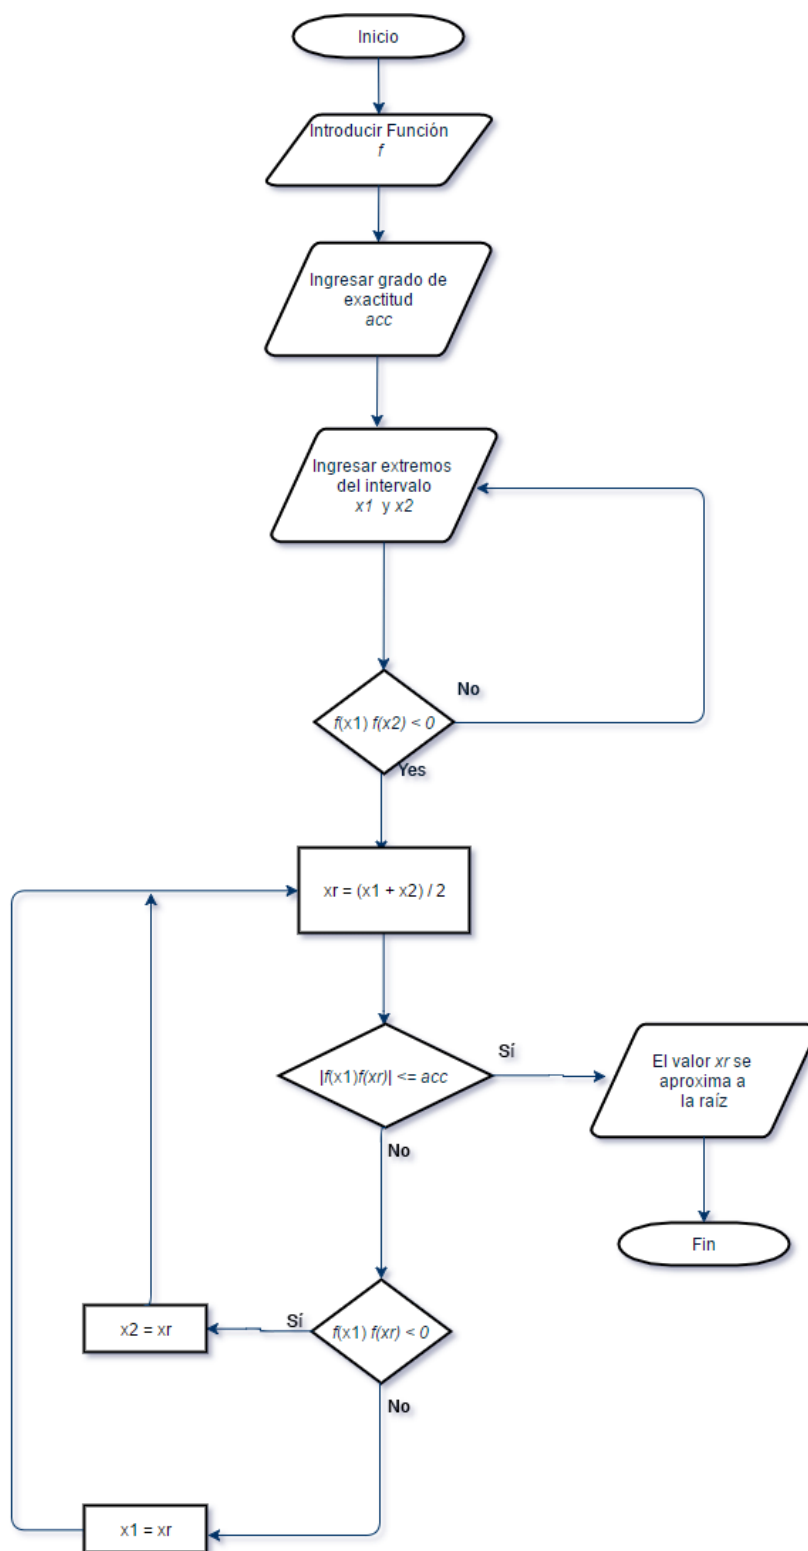 Inicio
Introducir Función
f
Ingresar grado de
exactitud
acc
Ingresar extremos
del intervalo
x1 y x2
No
f(x1) f(x2) < 0
Yes
xr = (x1 + x2) / 2
Sí
|f(x1)f(xr)| <= acc
El valor xr se
aproxima a
la raíz
No
Fin
Sí
f(x1) f(xr) < 0
x2 = xr
No
x1 = xr